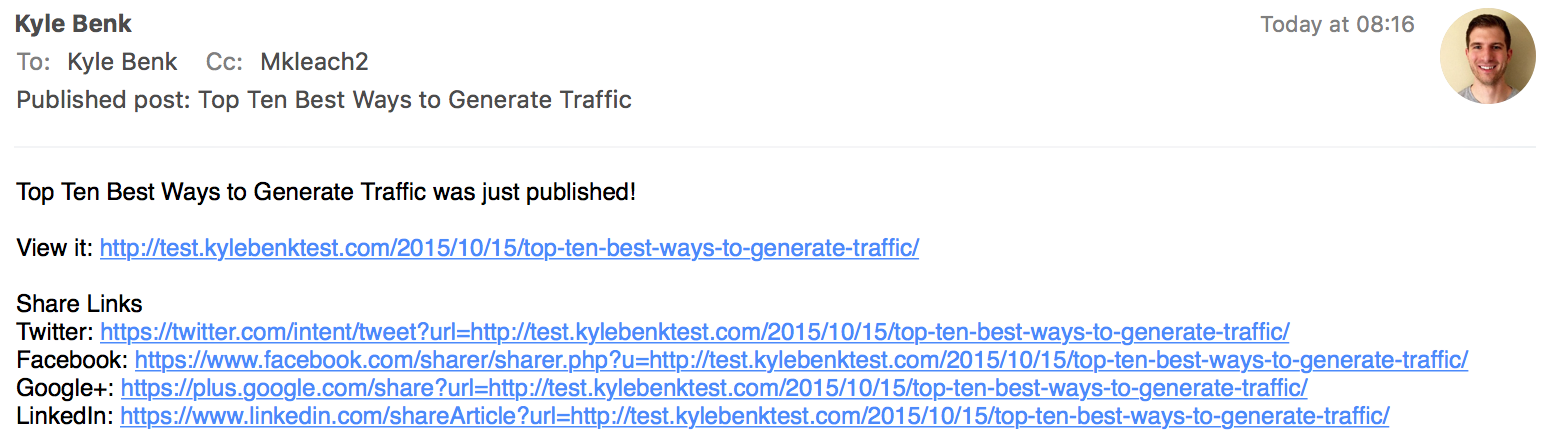 Kyle Benk Today at 08:16
To: Kyle Benk Cc: Mkleach2
Published post: Top Ten Best Ways to Generate Traffic
Top Ten Best Ways to Generate Traffic was just published!
View it: http://test.kylebenktest.com/2015/10/15/top-ten-best-ways-to-generate-traffic/
Share Links
Twitter: https://twitter.com/intent/tweet?url=http://test.kylebenktest.com/2015/10/15/top-ten-best-ways-to-generate-traffic/
Facebook: https://www.facebook.com/sharer/sharer.php?u=http://test.kylebenktest.com/2015/10/15/top-ten-best-ways-to-generate-traffic/
Google+: https://plus.google.com/share?url=http://test.kylebenktest.com/2015/10/15/top-ten-best-ways-to-generate-traffic/
LinkedIn: https://www.linkedin.com/shareArticle?url=http://test.kylebenktest.com/2015/10/15/top-ten-best-ways-to-generate-traffic/